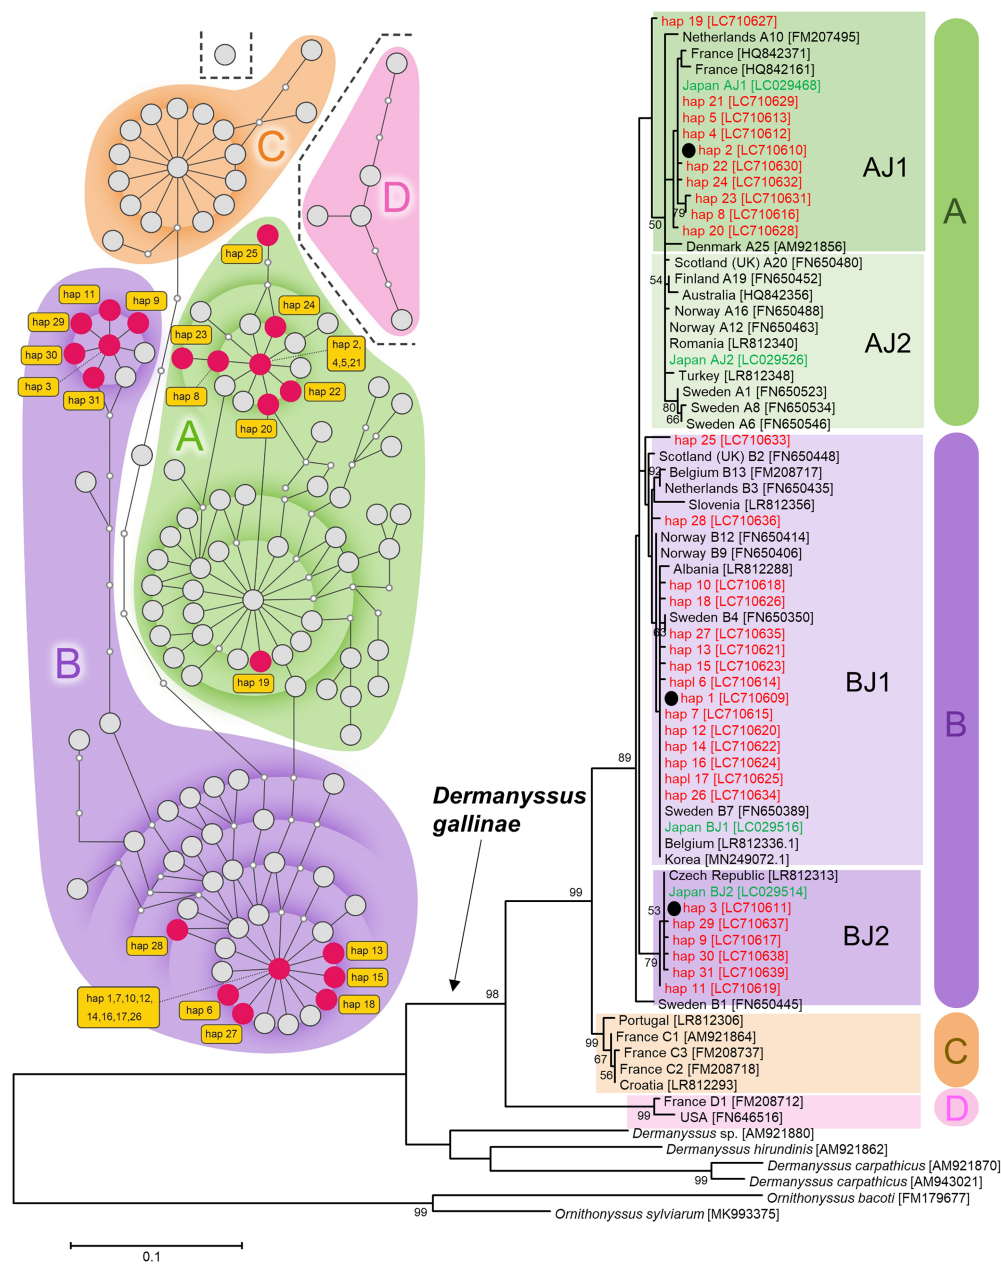 C
D
hap 25
hap 11
hap 9
hap 29
hap 30
hap 3
hap 31
hap 24
hap 23
hap 2,
4,5,21
hap 8
hap 22
hap 20
A
hap 19
B
hap 28
hap 13
hap 15
hap 18
hap 1,7,10,12,
14,16,17,26
hap 6
hap 27
Dermanyssus
gallinae
hap 19 [LC710627]
Netherlands A10 [FM207495]
France [HQ842371]
France [HQ842161]
Japan AJ1 [LC029468]
hap 21 [LC710629]
hap 5 [LC710613]
hap 4 [LC710612]
hap 2 [LC710610]
hap 22 [LC710630]
hap 24 [LC710632]
hap 23 [LC710631]
79
hap 8 [LC710616]
50
hap 20 [LC710628]
Denmark A25 [AM921856]
AJ1
A
Scotland (UK) A20 [FN650480]
54
Finland A19 [FN650452]
Australia [HQ842356]
Norway A16 [FN650488]
Norway A12 [FN650463]
Romania [LR812340]
Japan AJ2 [LC029526]
Turkey [LR812348]
Sweden A1 [FN650523]
80
Sweden A8 [FN650534]
66
Sweden A6 [FN650546]
AJ2
hap 25 [LC710633]
Scotland (UK) B2 [FN650448]
92
Belgium B13 [FM208717]
Netherlands B3 [FN650435]
Slovenia [LR812356]
hap 28 [LC710636]
Norway B12 [FN650414]
Norway B9 [FN650406]
Albania [LR812288]
hap 10 [LC710618]
hap 18 [LC710626]
Sweden B4 [FN650350]
63
hap 27 [LC710635]
hap 13 [LC710621]
hap 15 [LC710623]
hapl 6 [LC710614]
hap 1 [LC710609]
hap 7 [LC710615]
hap 12 [LC710620]
hap 14 [LC710622]
hap 16 [LC710624]
hapl 17 [LC710625]
hap 26 [LC710634]
Sweden B7 [FN650389]
Japan BJ1 [LC029516]
Belgium [LR812336.1]
Korea [MN249072.1]
BJ1
B
89
Czech Republic [LR812313]
Japan BJ2 [LC029514]
53
hap 3 [LC710611]
hap 29 [LC710637]
hap 9 [LC710617]
hap 30 [LC710638]
79
hap 31 [LC710639]
hap 11 [LC710619]
Sweden B1 [FN650445]
BJ2
99
98
Portugal [LR812306]
France C1 [AM921864]
99
France C3 [FM208737]
67
France C2 [FM208718]
56
Croatia [LR812293]
C
France D1 [FM208712]
99
USA [FN646516]
D
Dermanyssus sp. [AM921880]
Dermanyssus hirundinis [AM921862]
Dermanyssus carpathicus [AM921870]
99
Dermanyssus carpathicus [AM943021]
Ornithonyssus bacoti [FM179677]
99
Ornithonyssus sylviarum [MK993375]
0.1